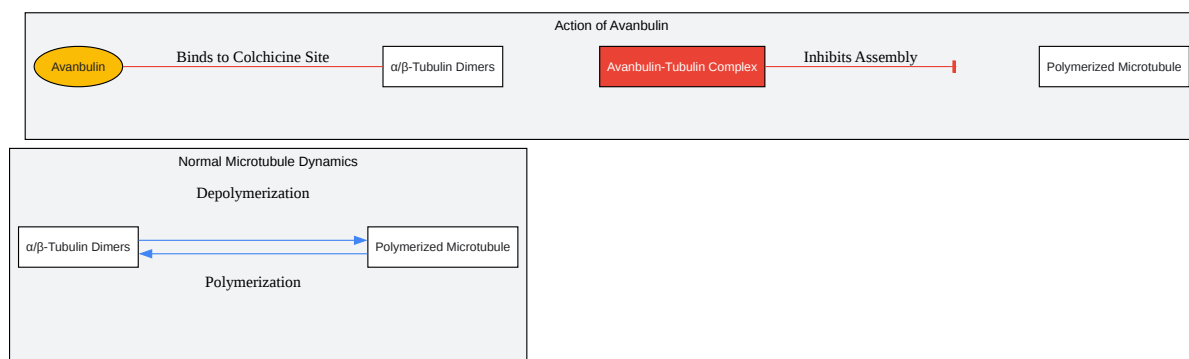 Action of Avanbulin
Avanbulin
Binds to Colchicine Site
α/β-Tubulin Dimers
Avanbulin-Tubulin Complex
Inhibits Assembly
Polymerized Microtubule
Normal Microtubule Dynamics
Depolymerization
α/β-Tubulin Dimers
Polymerized Microtubule
Polymerization